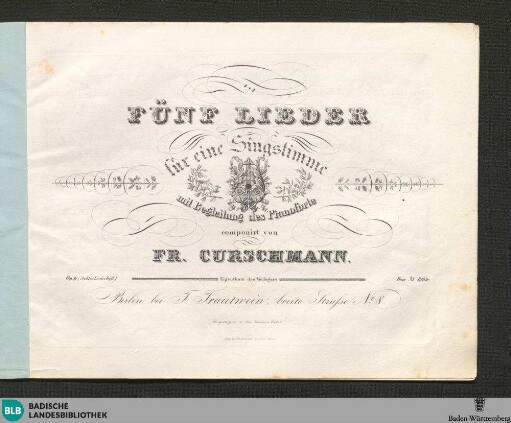 FÜNF LIEDER
für eine Singstimme
mit Begleitung des Pianoforte
componirt von
FR. CURSCHMANN.
Eigenthum des Verlegers
Berlin bei T. Trautwein, breite Strasse No. 8
BLB
BADISCHE
LANDESBIBLIOTHEK
Baden-Württemberg